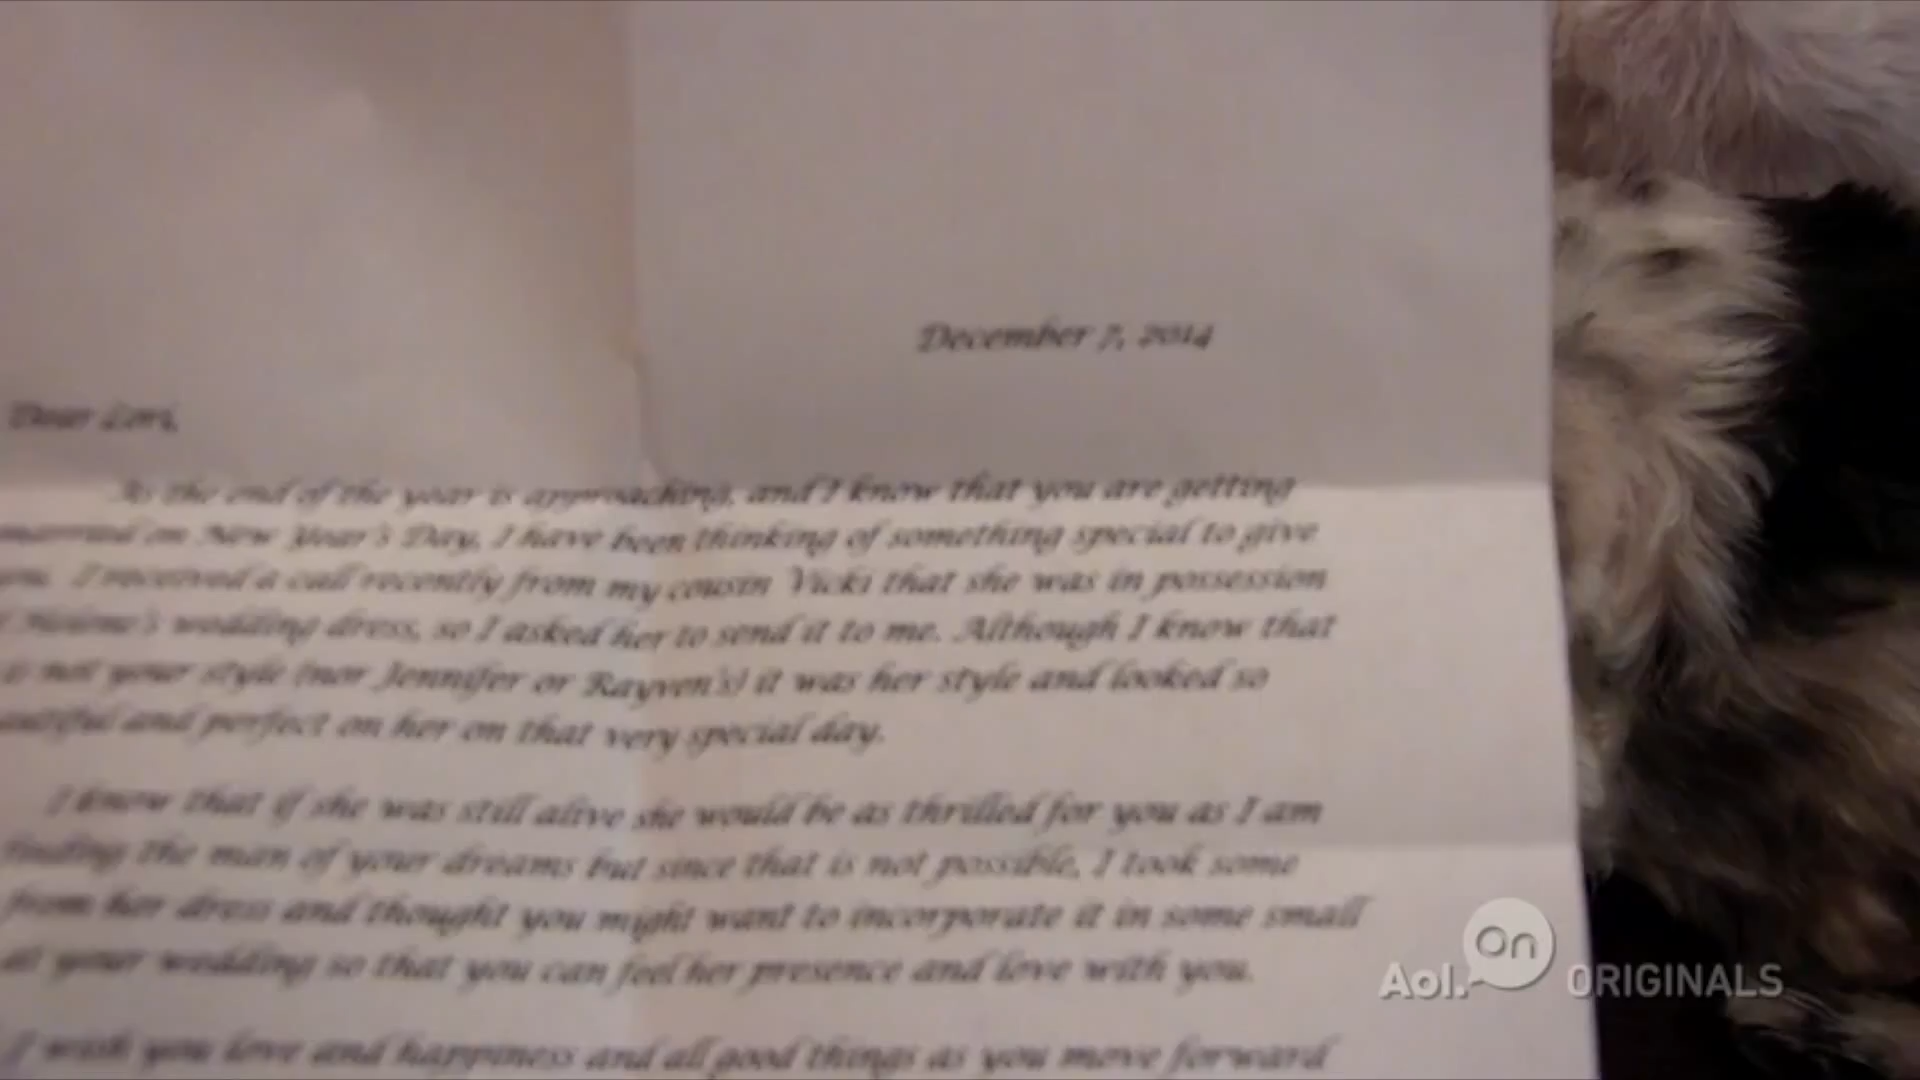 December 7, 2014
Dear Lori,
As the end of the year is approaching, and I know that you are getting
married on New Year's Day, I have been thinking of something special to give
I received a call recently from my cousin Vicki that she was in possession
wedding dress, so I asked her to send it to me. Although I know that
is not your style (nor Jennifer or Rayven's) it was her style and looked so
and perfect on her on that very special day.
I know that if she was still alive she would be as thrilled for you as I am
finding the man of your dreams but since that is not possible, I took some
from her dress and thought you might want to incorporate it in some small
at your wedding so that you can feel her presence and love with you.
I wish you love and happiness and all good things as you move forward
Aol. On ORIGINALS